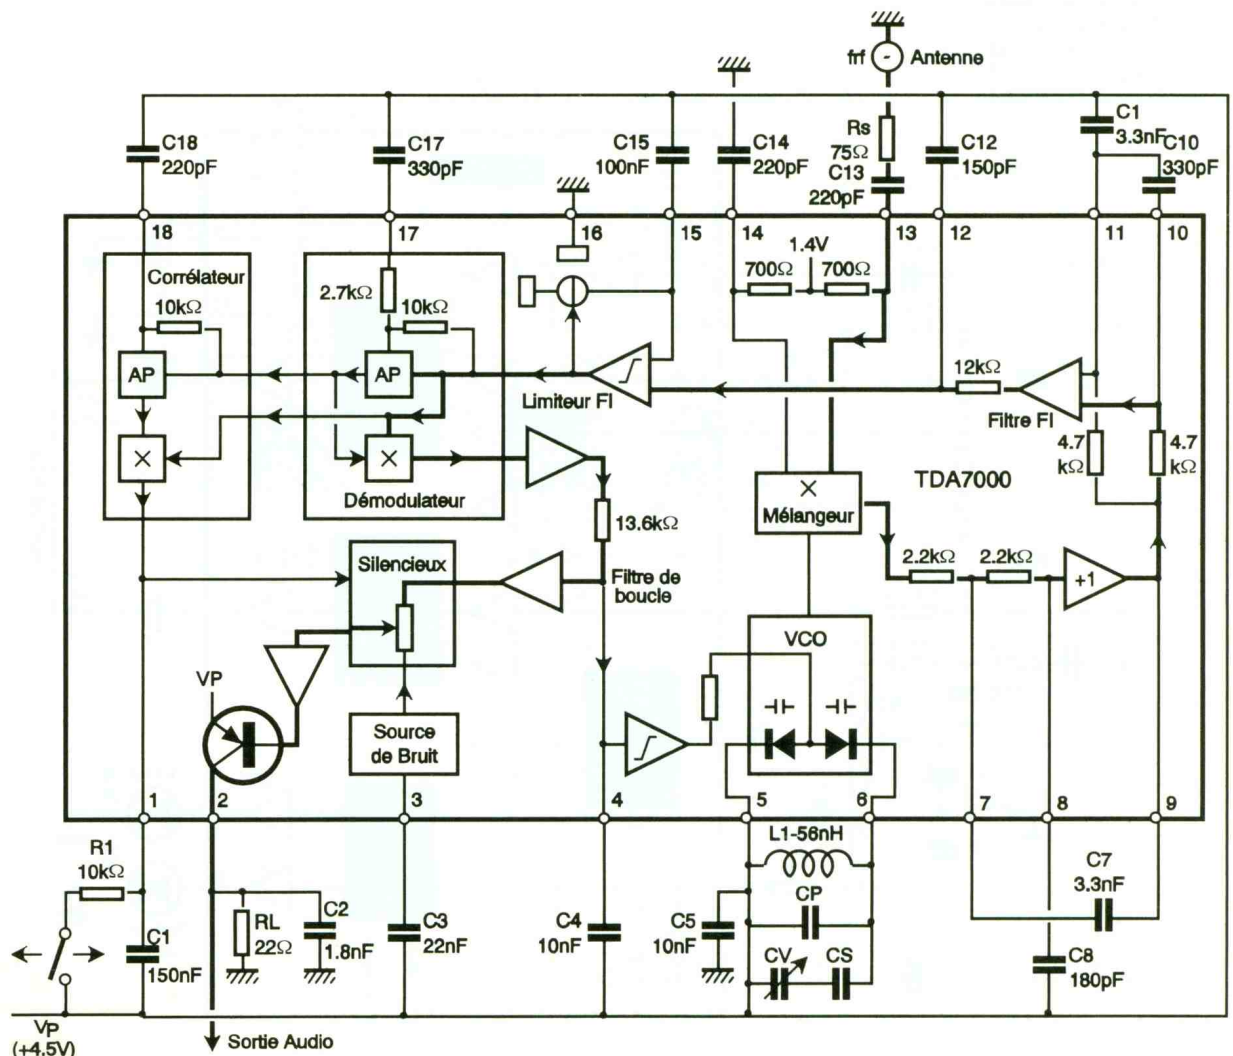 frf
-
Antenne
C18
220pF
C17
330pF
C15
100nF
C14
220pF
Rs
75Ω
C13
220pF
C12
150pF
C1
3.3nF
C10
330pF
18
17
16
15
14
13
12
11
10
Corrélateur
10kΩ
AP
×
2.7kΩ
10kΩ
AP
×
Démodulateur
Limiteur FI
1.4V
700Ω
700Ω
12kΩ
Filtre FI
4.7
kΩ
4.7
kΩ
TDA7000
×
Mélangeur
13.6kΩ
Filtre de
boucle
Silencieux
2.2kΩ
2.2kΩ
+1
VCO
VP
Source
de Bruit
1
2
3
4
5
6
7
8
9
R1
10kΩ
C1
150nF
RL
22Ω
C2
1.8nF
C3
22nF
C4
10nF
C5
10nF
L1-56nH
CP
CV
CS
C7
3.3nF
C8
180pF
VP
(+4.5V)
Sortie Audio